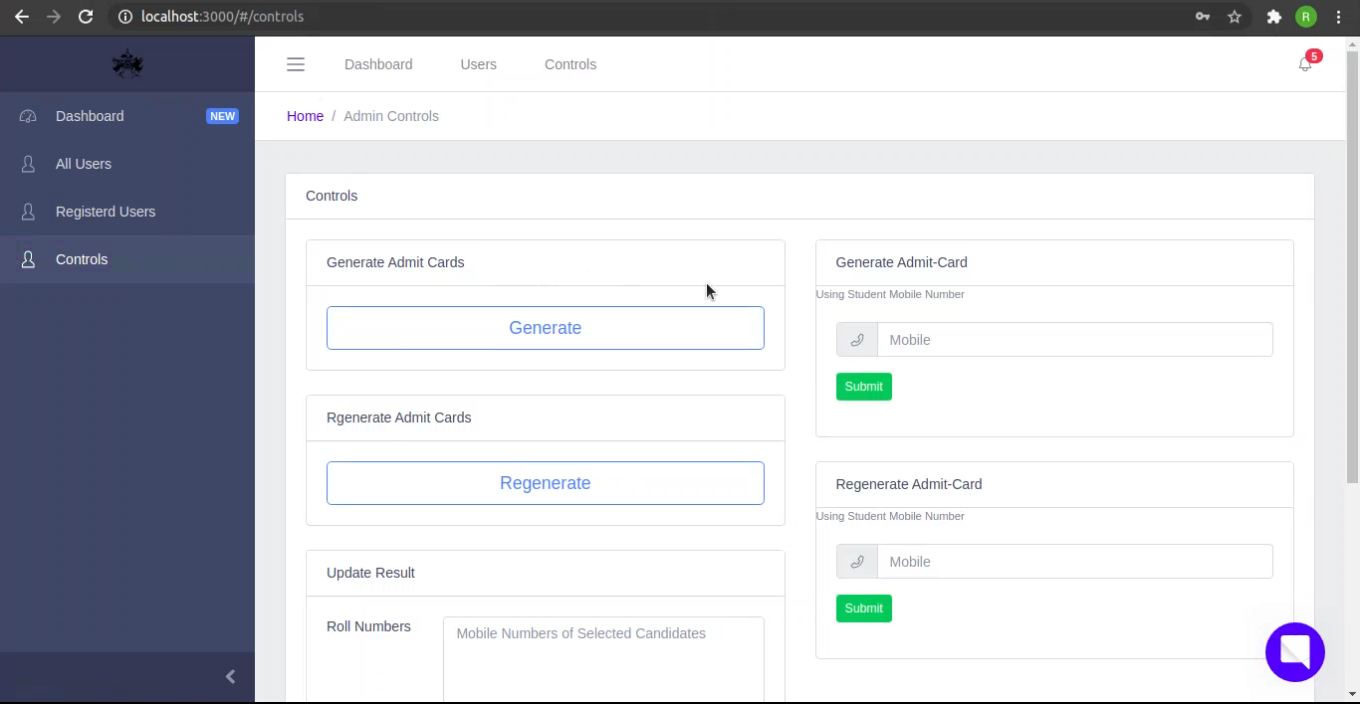 localhost:3000/#/controls
R
Dashboard Users Controls
5
Dashboard NEW
All Users
Registerd Users
Controls
Home / Admin Controls
Controls
Generate Admit Cards
Generate
Rgenerate Admit Cards
Regenerate
Update Result
Roll Numbers
Mobile Numbers of Selected Candidates
Generate Admit-Card
Using Student Mobile Number
Mobile
Submit
Regenerate Admit-Card
Using Student Mobile Number
Mobile
Submit